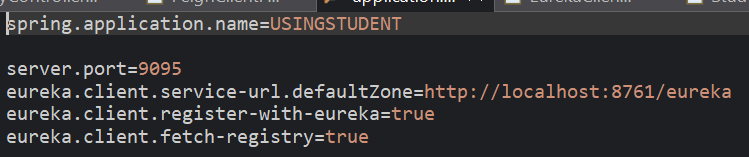 spring.application.name=USINGSTUDENT
server.port=9095
eureka.client.service-url.defaultZone=http://localhost:8761/eureka
eureka.client.register-with-eureka=true
eureka.client.fetch-registry=true